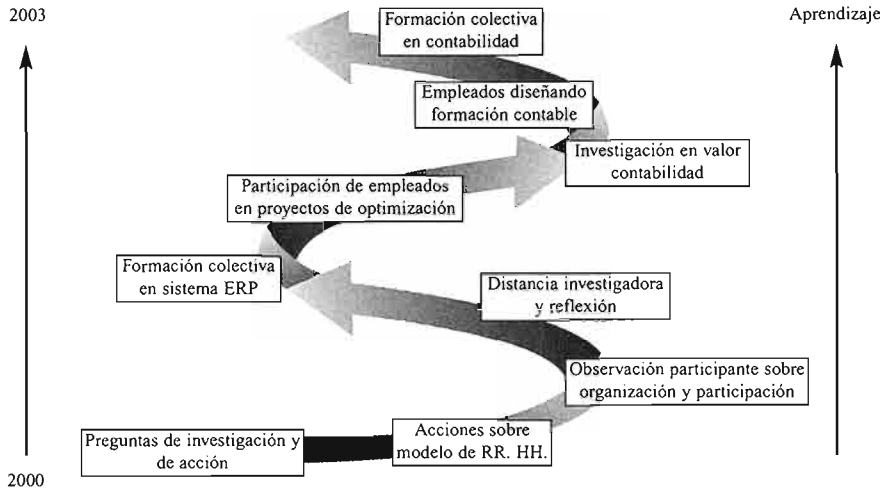 2003
Aprendizaje
Formación colectiva
en contabilidad
Empleados diseñando
formación contable
Investigación en valor
contabilidad
Participación de empleados
en proyectos de optimización
Formación colectiva
en sistema ERP
Distancia investigadora
y reflexión
Observación participante sobre
organización y participación
Acciones sobre
modelo de RR. HH.
Preguntas de investigación y
de acción
2000